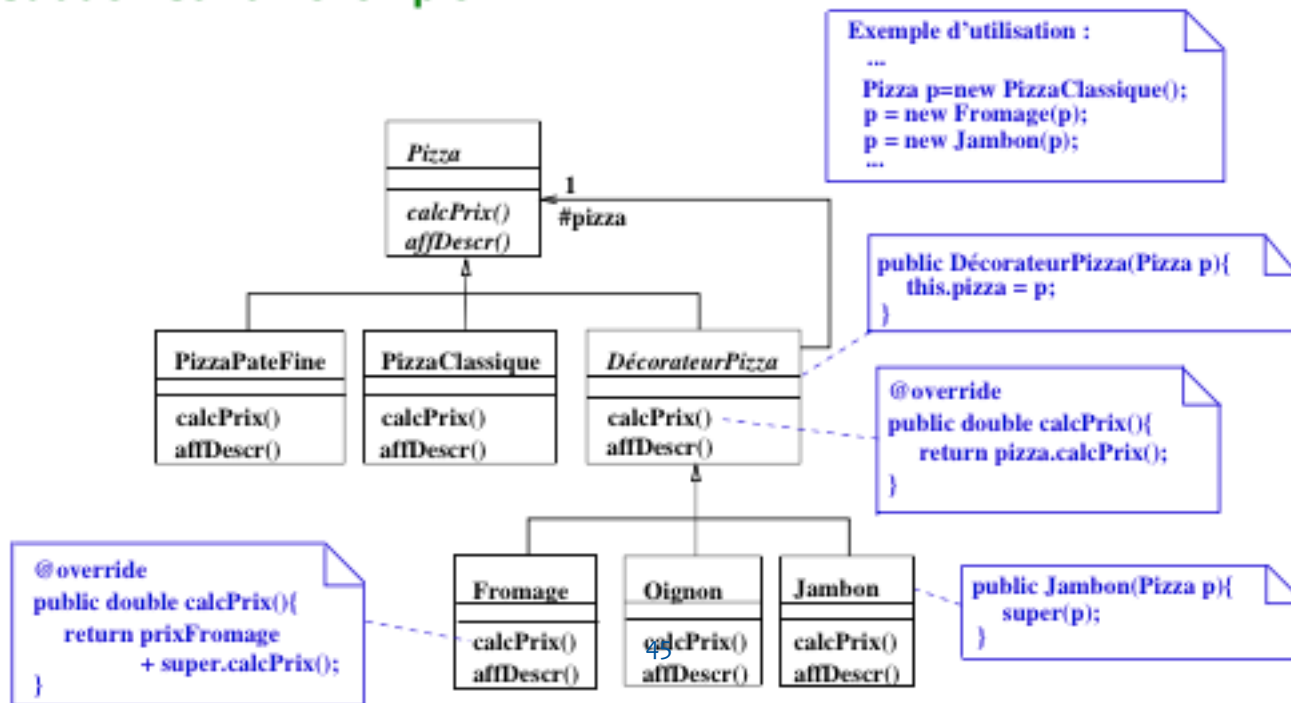 Exemple d'utilisation :
...
Pizza p=new PizzaClassique();
p = new Fromage(p);
p = new Jambon(p);
...
Pizza
calcPrix()
affDescr()
1
#pizza
public DécorateurPizza(Pizza p){
this.pizza = p;
}
PizzaPateFine
calcPrix()
affDescr()
PizzaClassique
calcPrix()
affDescr()
DécorateurPizza
calcPrix()
affDescr()
@override
public double calcPrix(){
return pizza.calcPrix();
}
@override
public double calcPrix(){
return prixFromage
+ super.calcPrix();
}
Fromage
calcPrix()
affDescr()
Oignon
calcPrix()
affDescr()
45
Jambon
calcPrix()
affDescr()
public Jambon(Pizza p){
super(p);
}